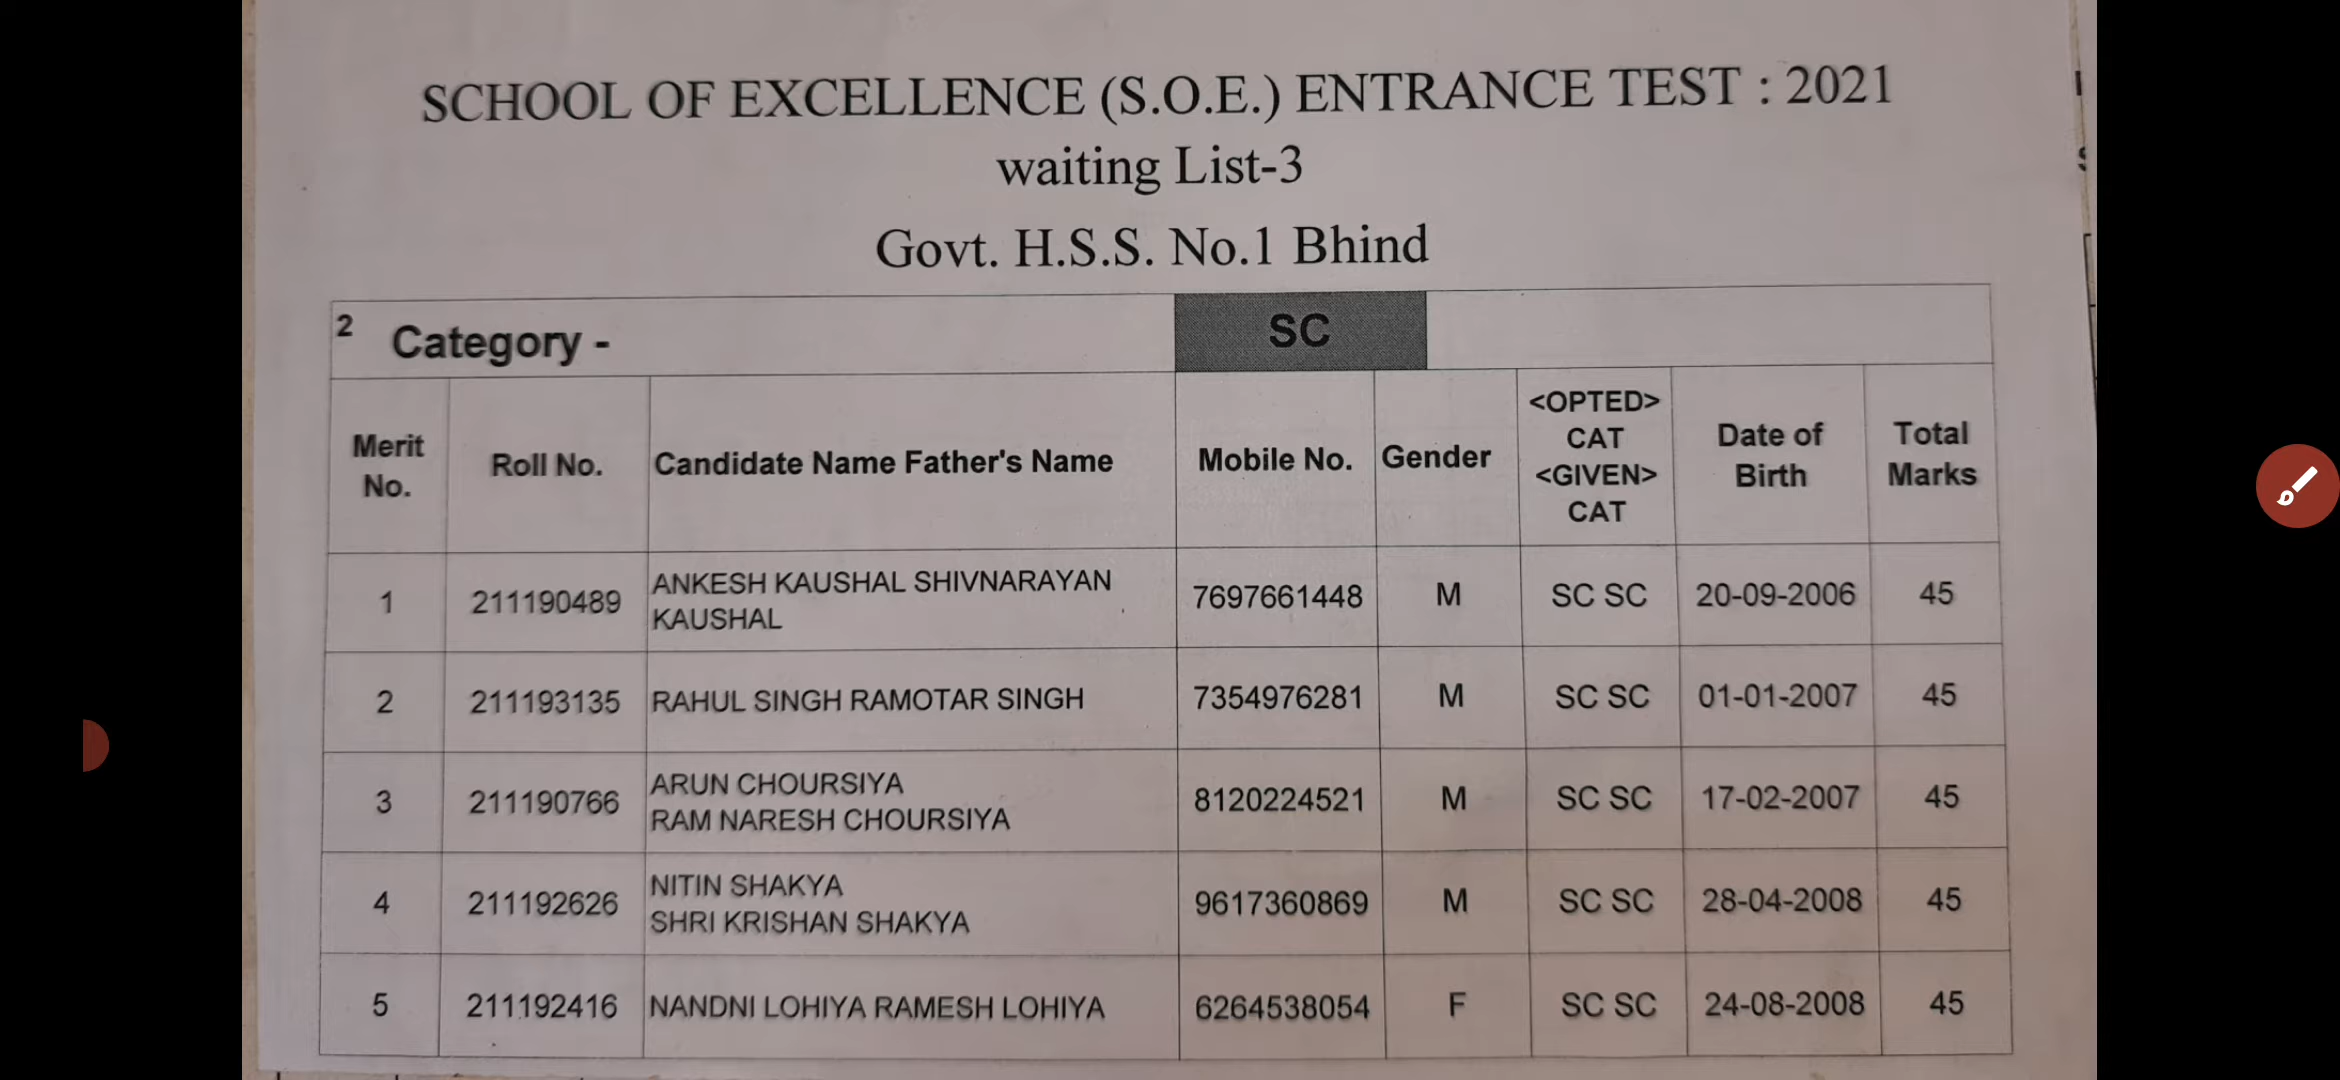 SCHOOL OF EXCELLENCE (S.O.E.) ENTRANCE TEST : 2021
waiting List-3
Govt. H.S.S. No.1 Bhind
2 Category - SC
Merit No. Roll No. Candidate Name Father's Name Mobile No. Gender <OPTED> CAT <GIVEN> CAT Date of Birth Total Marks
1 211190489 ANKESH KAUSHAL SHIVNARAYAN KAUSHAL 7697661448 M SC SC 20-09-2006 45
2 211193135 RAHUL SINGH RAMOTAR SINGH 7354976281 M SC SC 01-01-2007 45
3 211190766 ARUN CHOURSIYA RAM NARESH CHOURSIYA 8120224521 M SC SC 17-02-2007 45
4 211192626 NITIN SHAKYA SHRI KRISHAN SHAKYA 9617360869 M SC SC 28-04-2008 45
5 211192416 NANDNI LOHIYA RAMESH LOHIYA 6264538054 F SC SC 24-08-2008 45